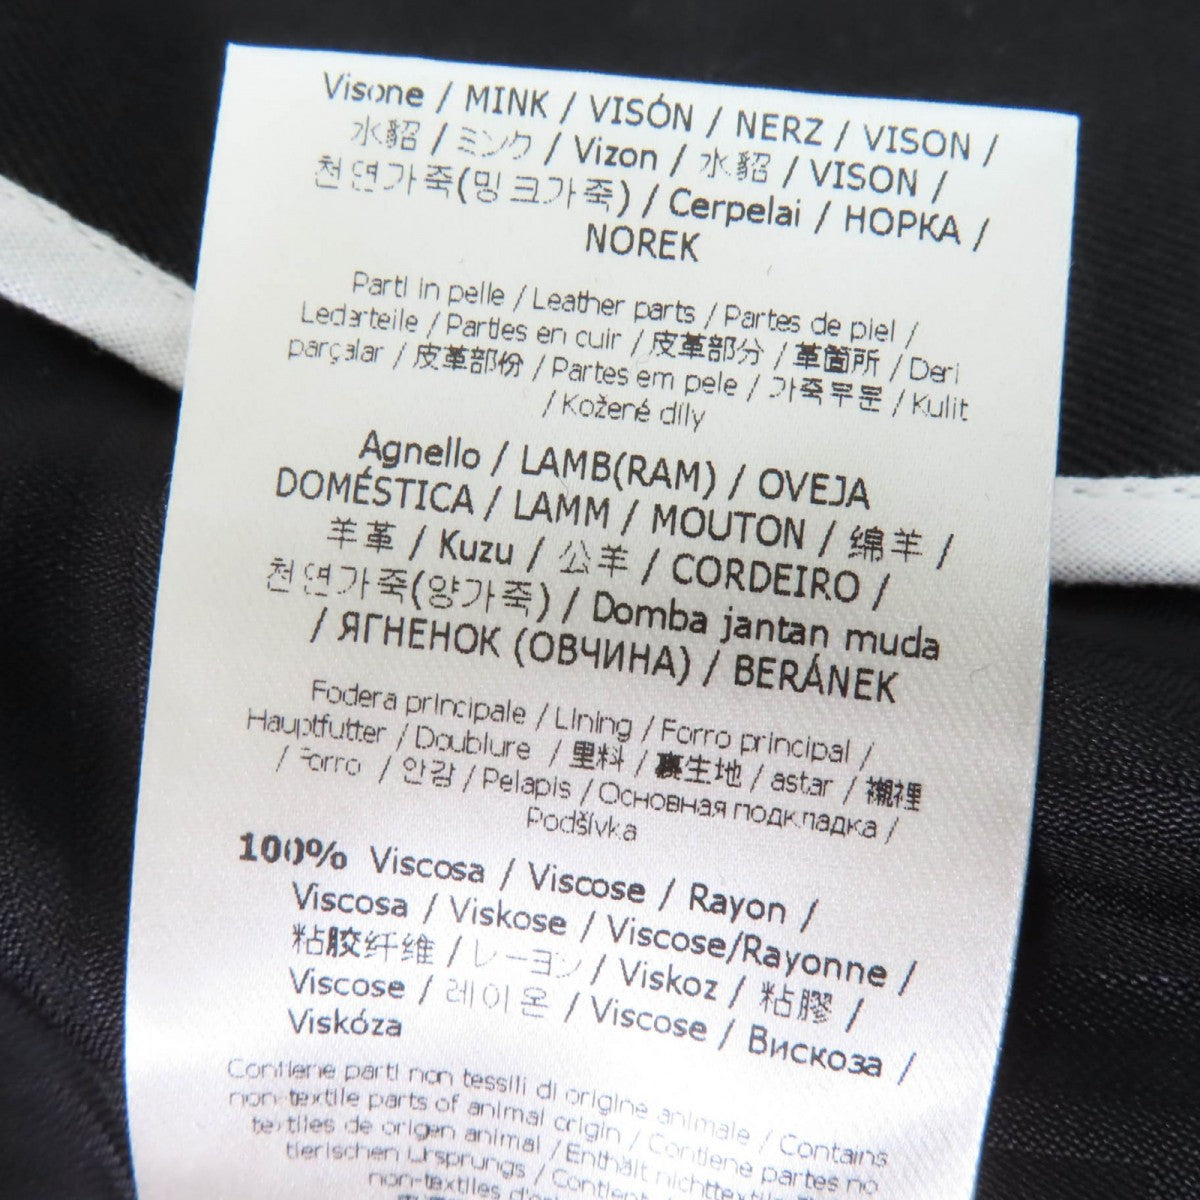 Visone / MINK / VISÓN / NERZ / VISON /
水貂 / ミンク / Vizon / 水貂 / VISON /
천연가죽(밍크가죽) / Cerpelai / НОРКА /
NOREK
Parti in pelle / Leather parts / Partes de piel /
Lederteile / Parties en cuir / 皮革部分 / 革箇所 / Deri
parçalar / 皮革部份 / Partes em pele / 가죽부분 / Kulit
/ Kožené díly
Agnello / LAMB(RAM) / OVEJA
DOMÉSTICA / LAMM / MOUTON / 绵羊 /
羊革 / Kuzu / 公羊 / CORDEIRO /
천연가죽(양가죽) / Domba jantan muda
/ ЯГНЕНОК (ОВЧИНА) / BERÁNEK
Fodera principale / Lining / Forro principal /
Hauptfutter / Doublure / 里料 / 裏生地 / astar / 襯裡
/ Forro / 안감 / Pelapis / Основная подкладка /
Podšívka
100% Viscosa / Viscose / Rayon /
Viscosa / Viskose / Viscose/Rayonne /
粘胶纤维 / レーヨン / Viskoz / 粘膠 /
Viscose / 레이온 / Viscose / Вискоза /
Viskóza
Contiene parti non tessili di origine animale / Contains
non-textile parts of animal origin / Contiene partes no
textiles de origen animal / Enthält nichttextile
tierischen Ursprungs / Contient
non-textiles d'ori